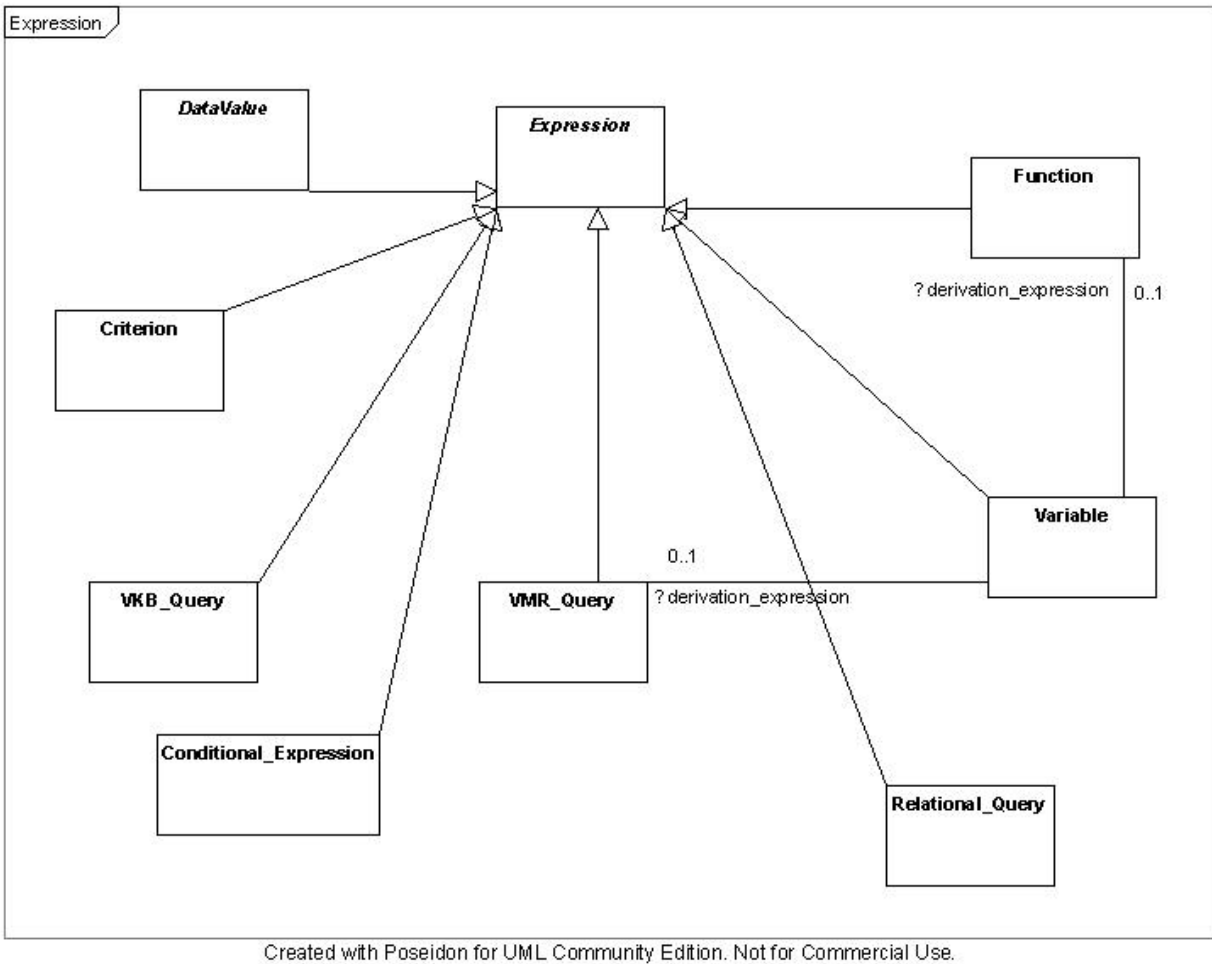 Expression
DataValue
Expression
Function
? derivation_expression
0..1
Criterion
Variable
0..1
VKB_Query
VMR_Query
? derivation_expression
Conditional_Expression
Relational_Query
Created with Poseidon for UML Community Edition. Not for Commercial Use.